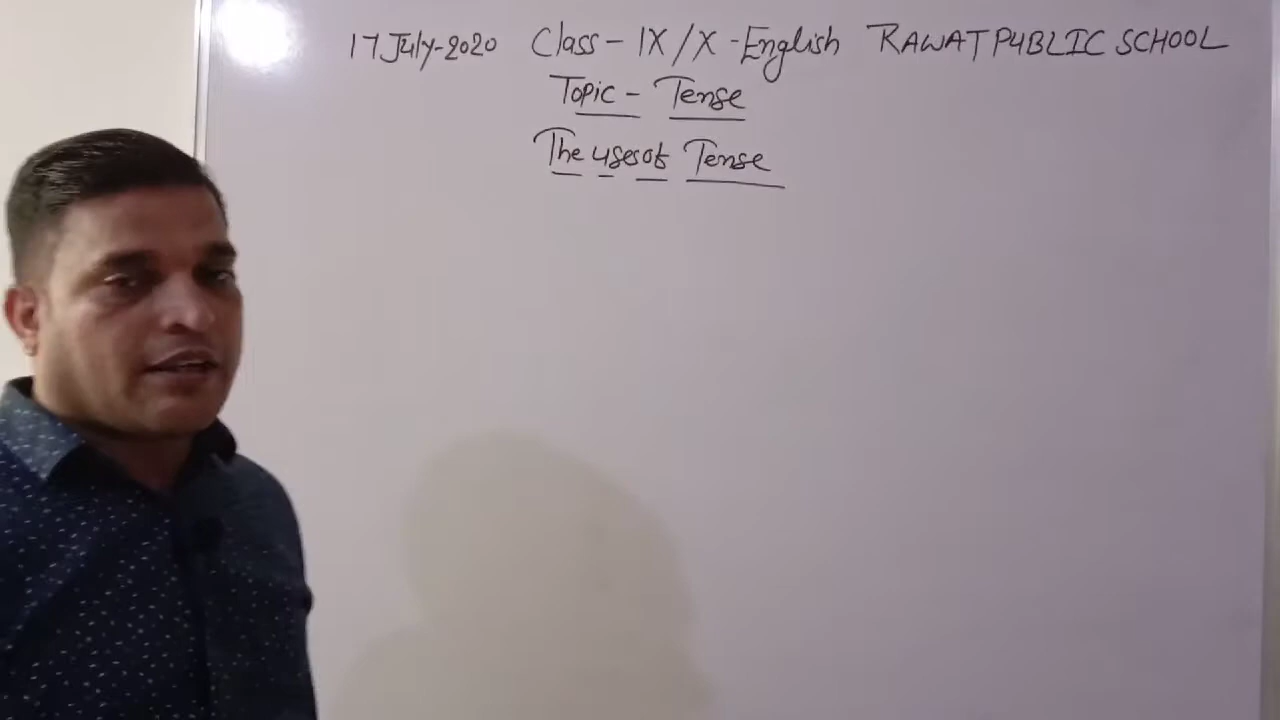 17 July-2020 Class - IX / X - English RAWAT PUBLIC SCHOOL
Topic - Tense
The uses of Tense